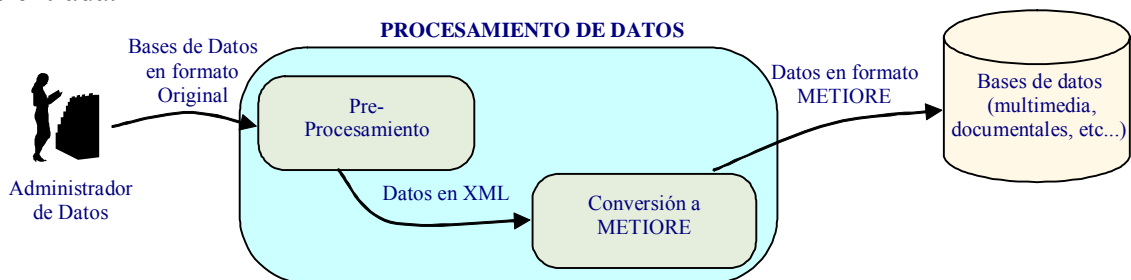 PROCESAMIENTO DE DATOS
Bases de Datos
en formato
Original
Pre-
Procesamiento
Datos en formato
METIORE
Bases de datos
(multimedia,
documentales, etc...)
Administrador
de Datos
Datos en XML
Conversión a
METIORE